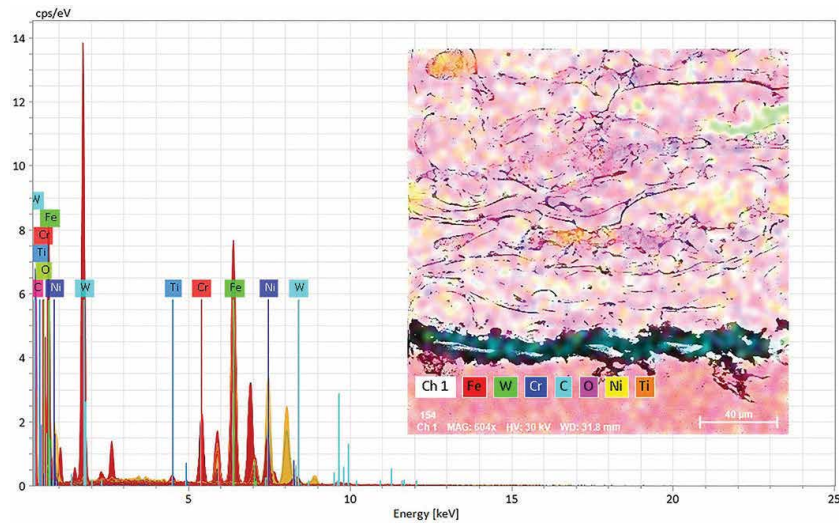 cps/eV
14
12
10
8
6
4
2
0
W
Fe
Cr
Ti
O
C Ni W Ti Cr Fe Ni W
5 10 15 20 25
Energy [keV]
Ch 1 Fe W Cr C O Ni Ti
154
Ch 1 MAG: 604x HV: 30 kV WD: 31.8 mm
40 µm